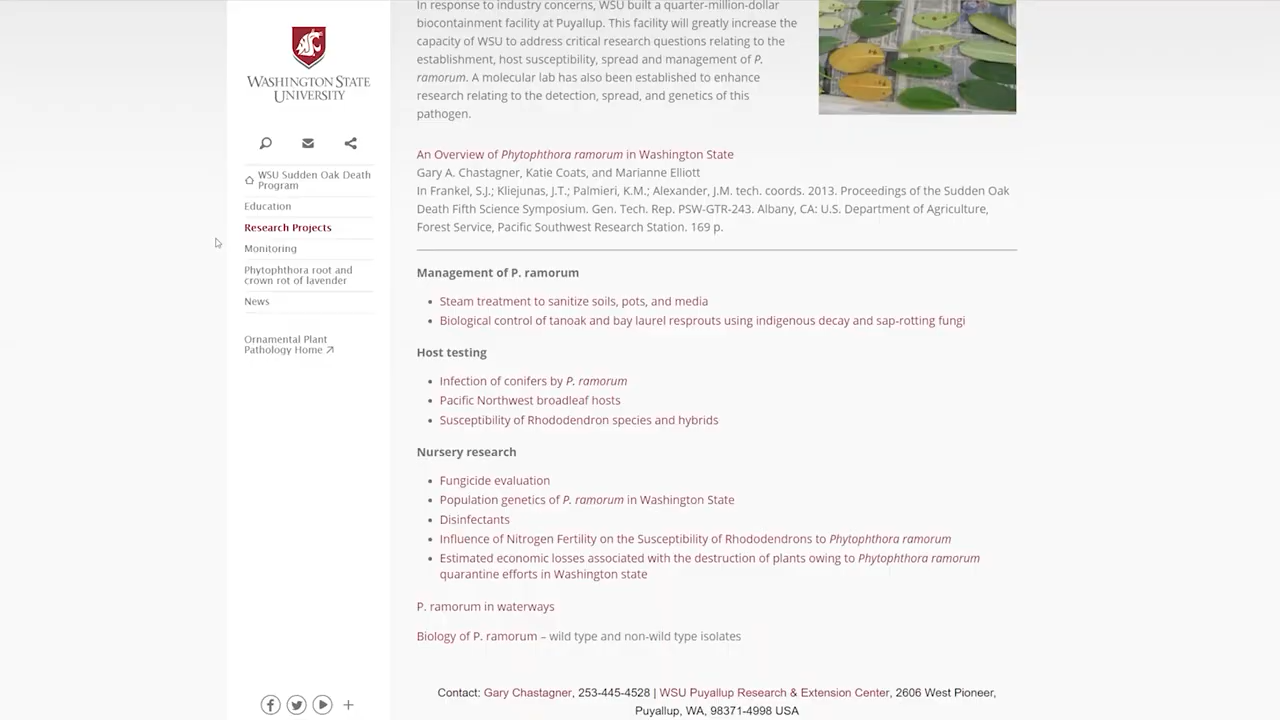 In response to industry concerns, WSU built a quarter-million-dollar
biocontainment facility at Puyallup. This facility will greatly increase the
capacity of WSU to address critical research questions relating to the
establishment, host susceptibility, spread and management of P.
ramorum. A molecular lab has also been established to enhance
research relating to the detection, spread, and genetics of this
pathogen.
WASHINGTON STATE
UNIVERSITY
WSU Sudden Oak Death
Program
Education
Research Projects
Monitoring
Phytophthora root and
crown rot of lavender
News
Ornamental Plant
Pathology Home
An Overview of Phytophthora ramorum in Washington State
Gary A. Chastagner, Katie Coats, and Marianne Elliott
In Frankel, S.J.; Kliejunas, J.T.; Palmieri, K.M.; Alexander, J.M. tech. coords. 2013. Proceedings of the Sudden Oak
Death Fifth Science Symposium. Gen. Tech. Rep. PSW-GTR-243. Albany, CA: U.S. Department of Agriculture,
Forest Service, Pacific Southwest Research Station. 169 p.
Management of P. ramorum
• Steam treatment to sanitize soils, pots, and media
• Biological control of tanoak and bay laurel resprouts using indigenous decay and sap-rotting fungi
Host testing
• Infection of conifers by P. ramorum
• Pacific Northwest broadleaf hosts
• Susceptibility of Rhododendron species and hybrids
Nursery research
• Fungicide evaluation
• Population genetics of P. ramorum in Washington State
• Disinfectants
• Influence of Nitrogen Fertility on the Susceptibility of Rhododendrons to Phytophthora ramorum
• Estimated economic losses associated with the destruction of plants owing to Phytophthora ramorum
quarantine efforts in Washington state
P. ramorum in waterways
Biology of P. ramorum – wild type and non-wild type isolates
Contact: Gary Chastagner, 253-445-4528 | WSU Puyallup Research & Extension Center, 2606 West Pioneer,
Puyallup, WA, 98371-4998 USA